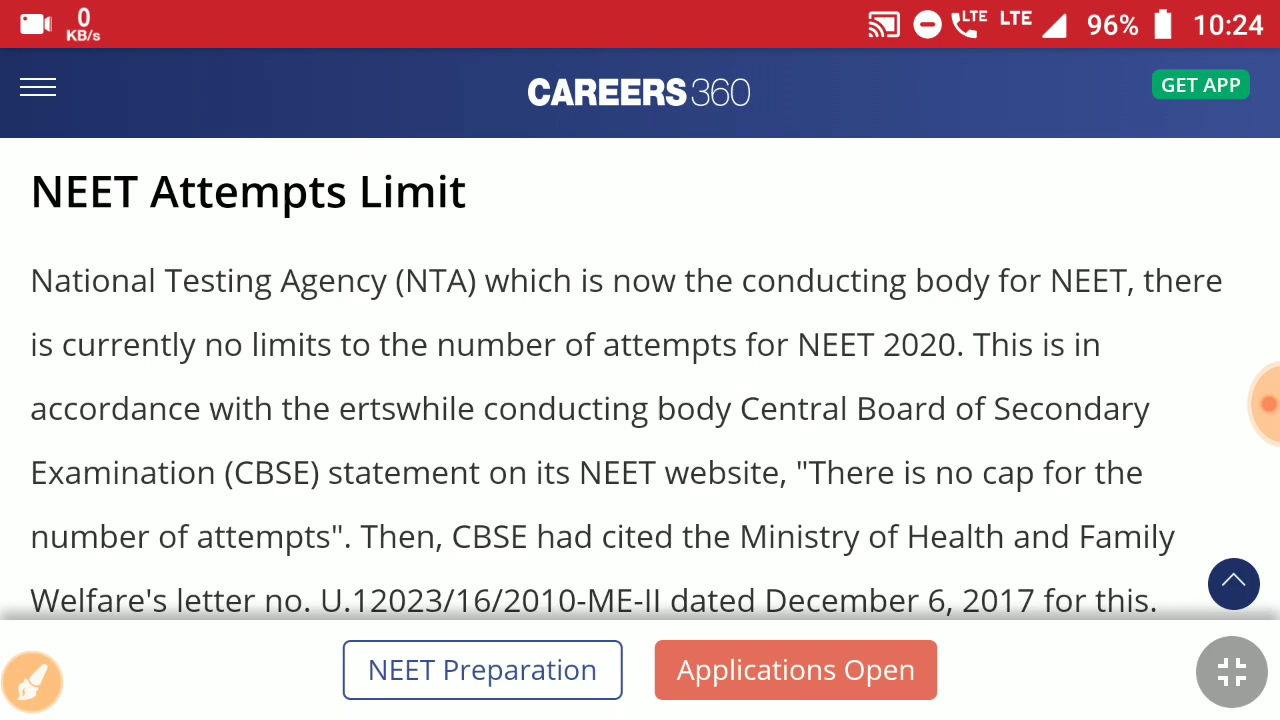 0
KB/s
LTE
LTE
96%
10:24
CAREERS360
GET APP
NEET Attempts Limit
National Testing Agency (NTA) which is now the conducting body for NEET, there
is currently no limits to the number of attempts for NEET 2020. This is in
accordance with the ertswhile conducting body Central Board of Secondary
Examination (CBSE) statement on its NEET website, "There is no cap for the
number of attempts". Then, CBSE had cited the Ministry of Health and Family
Welfare's letter no. U.12023/16/2010-ME-II dated December 6, 2017 for this.
NEET Preparation
Applications Open